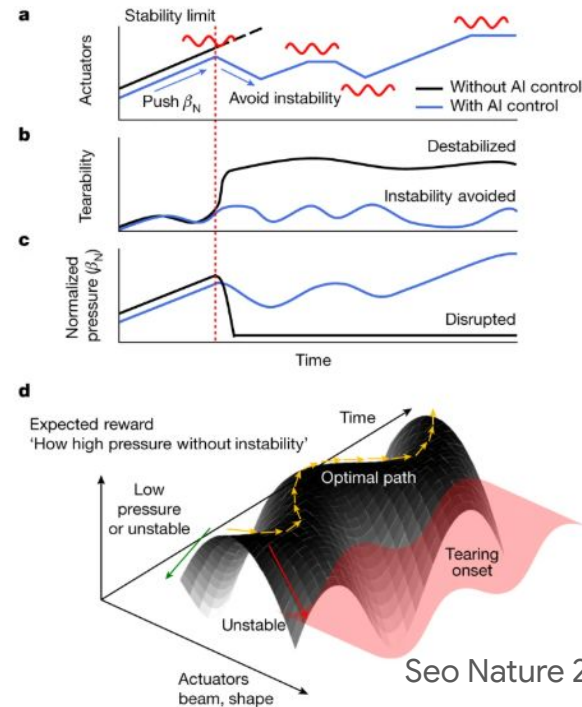 a
Stability limit
Actuators
Push βN
Avoid instability
Without AI control
With AI control
b
Tearability
Destabilized
Instability avoided
c
Normalized
pressure (βN)
Disrupted
Time
d
Expected reward
'How high pressure without instability'
Time
Low
pressure
or unstable
Optimal path
Tearing
onset
Unstable
Actuators
beam, shape
Seo Nature 2